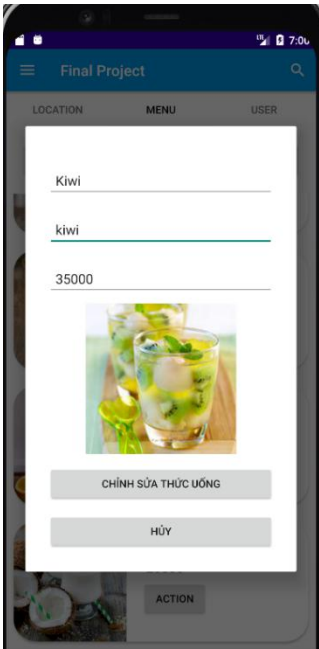 7:0
Final Project
LOCATION MENU USER
Kiwi
kiwi
35000
CHỈNH SỬA THỨC UỐNG
HỦY
ACTION